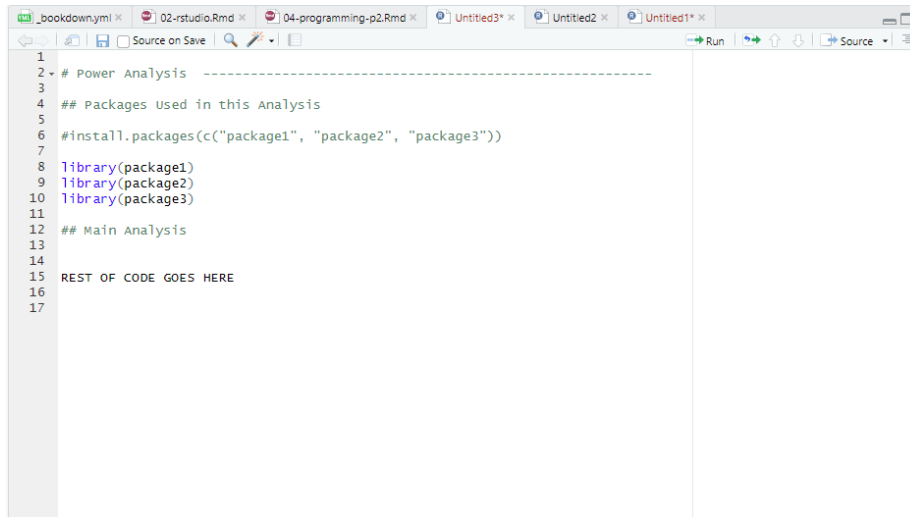 _bookdown.yml × 02-rstudio.Rmd × 04-programming-p2.Rmd × Untitled3* × Untitled2 × Untitled1* ×
Source on Save Run Source
1
2 # Power Analysis ---------------------------------------------------------
3
4 ## Packages Used in this Analysis
5
6 #install.packages(c("package1", "package2", "package3"))
7
8 library(package1)
9 library(package2)
10 library(package3)
11
12 ## Main Analysis
13
14
15 REST OF CODE GOES HERE
16
17